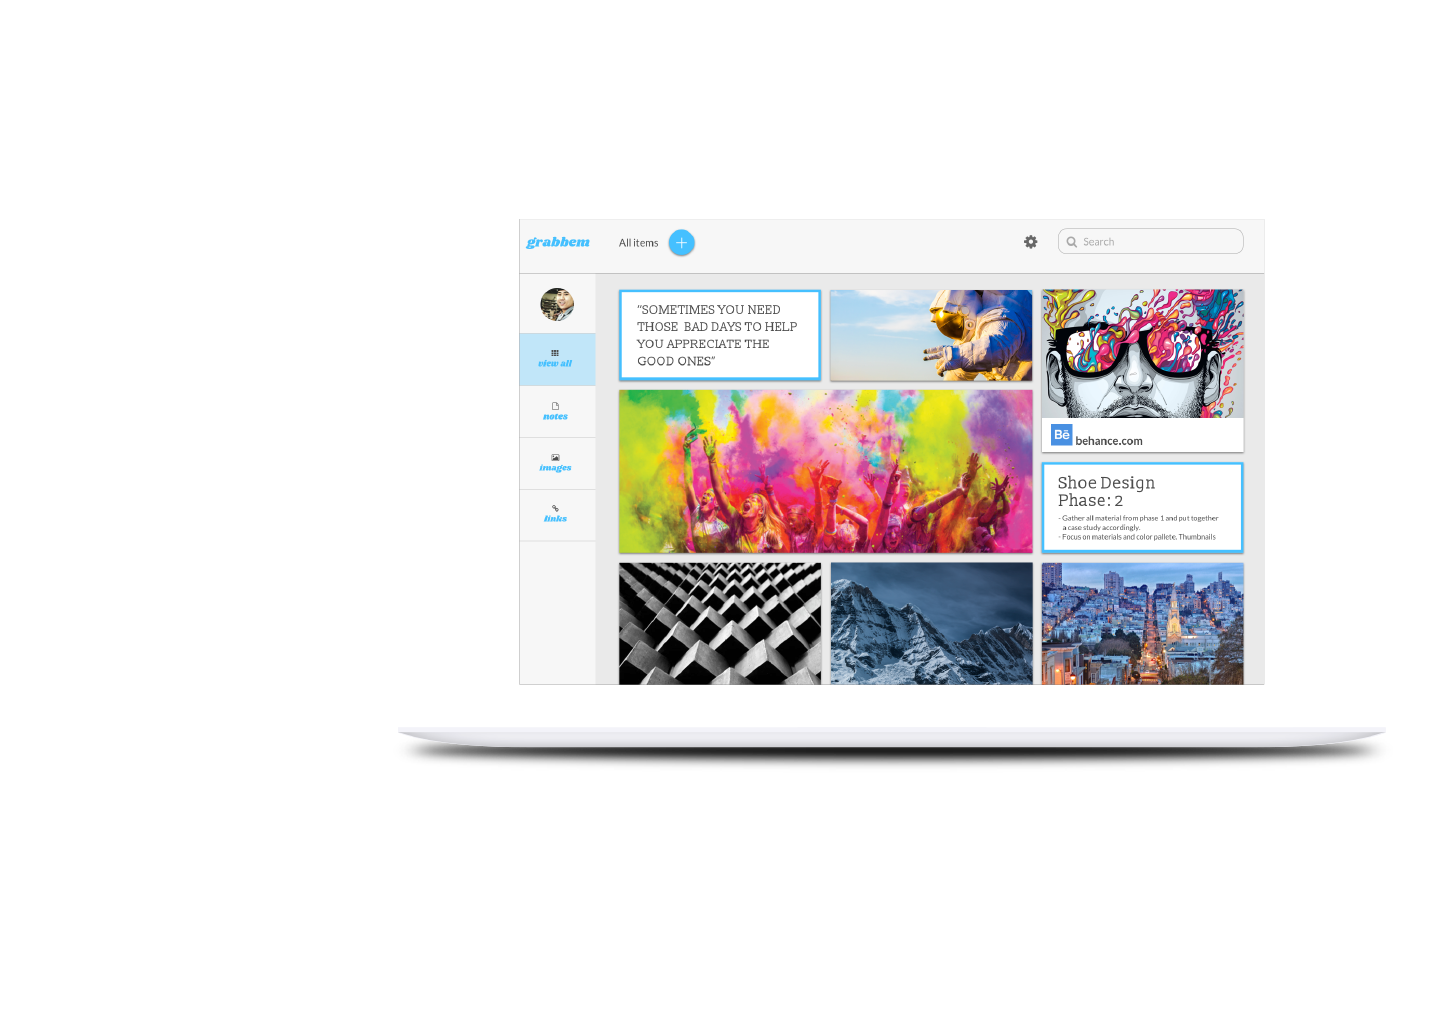 grabbem
All items
Search
view all
notes
images
links
"SOMETIMES YOU NEED
THOSE BAD DAYS TO HELP
YOU APPRECIATE THE
GOOD ONES"
Bē behance.com
Shoe Design
Phase: 2
- Gather all material from phase 1 and put together
a case study accordingly.
- Focus on materials and color pallete. Thumbnails